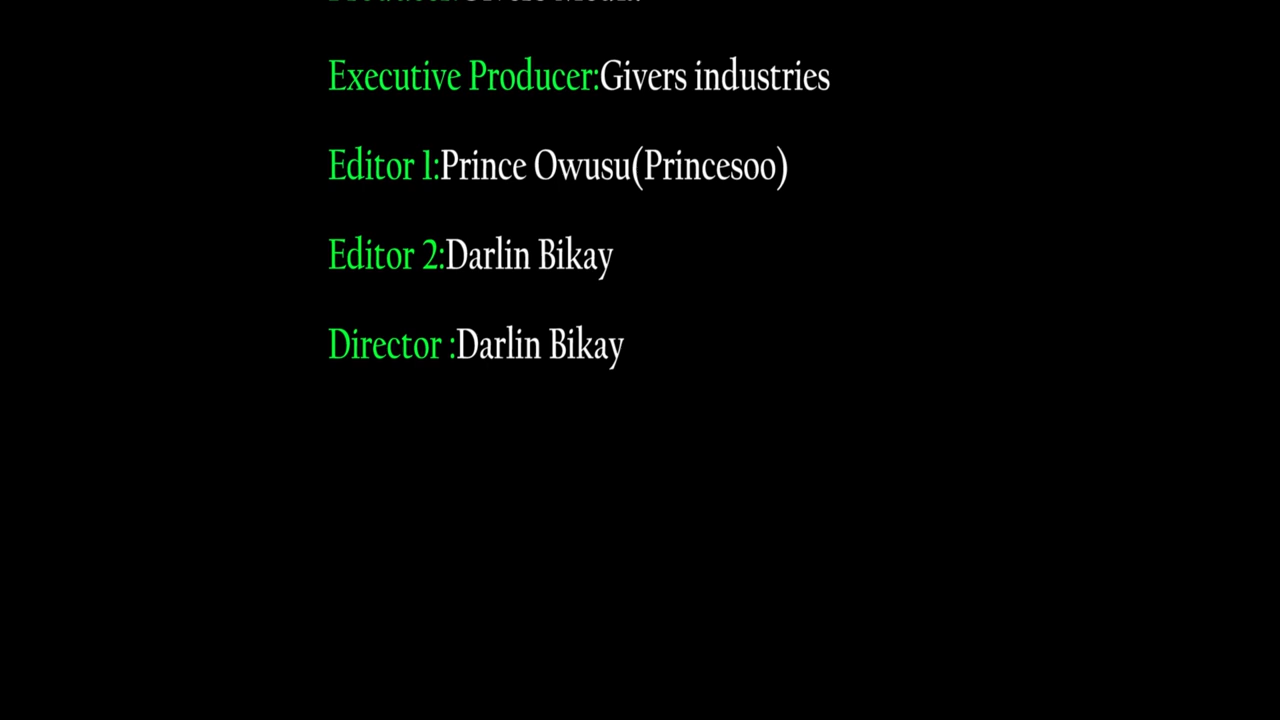 Executive Producer:Givers industries
Editor 1:Prince Owusu(Princesoo)
Editor 2:Darlin Bikay
Director :Darlin Bikay